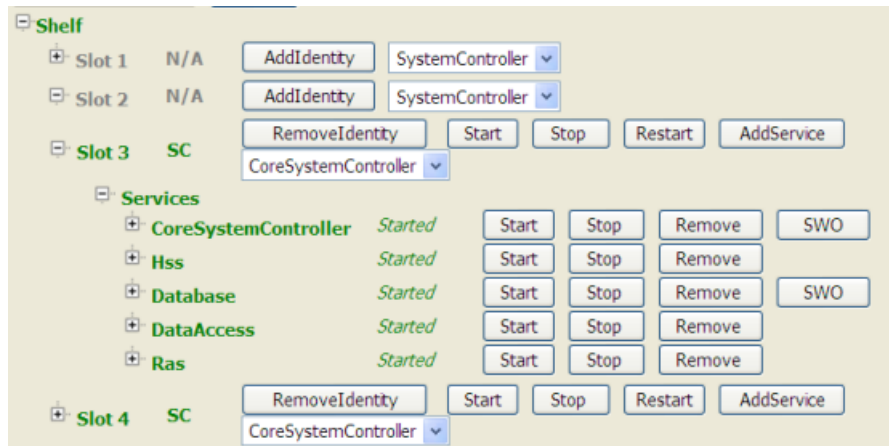 Shelf
Slot 1 N/A AddIdentity SystemController
Slot 2 N/A AddIdentity SystemController
Slot 3 SC RemoveIdentity Start Stop Restart AddService
CoreSystemController
Services
CoreSystemController Started Start Stop Remove SWO
Hss Started Start Stop Remove
Database Started Start Stop Remove SWO
DataAccess Started Start Stop Remove
Ras Started Start Stop Remove
Slot 4 SC RemoveIdentity Start Stop Restart AddService
CoreSystemController